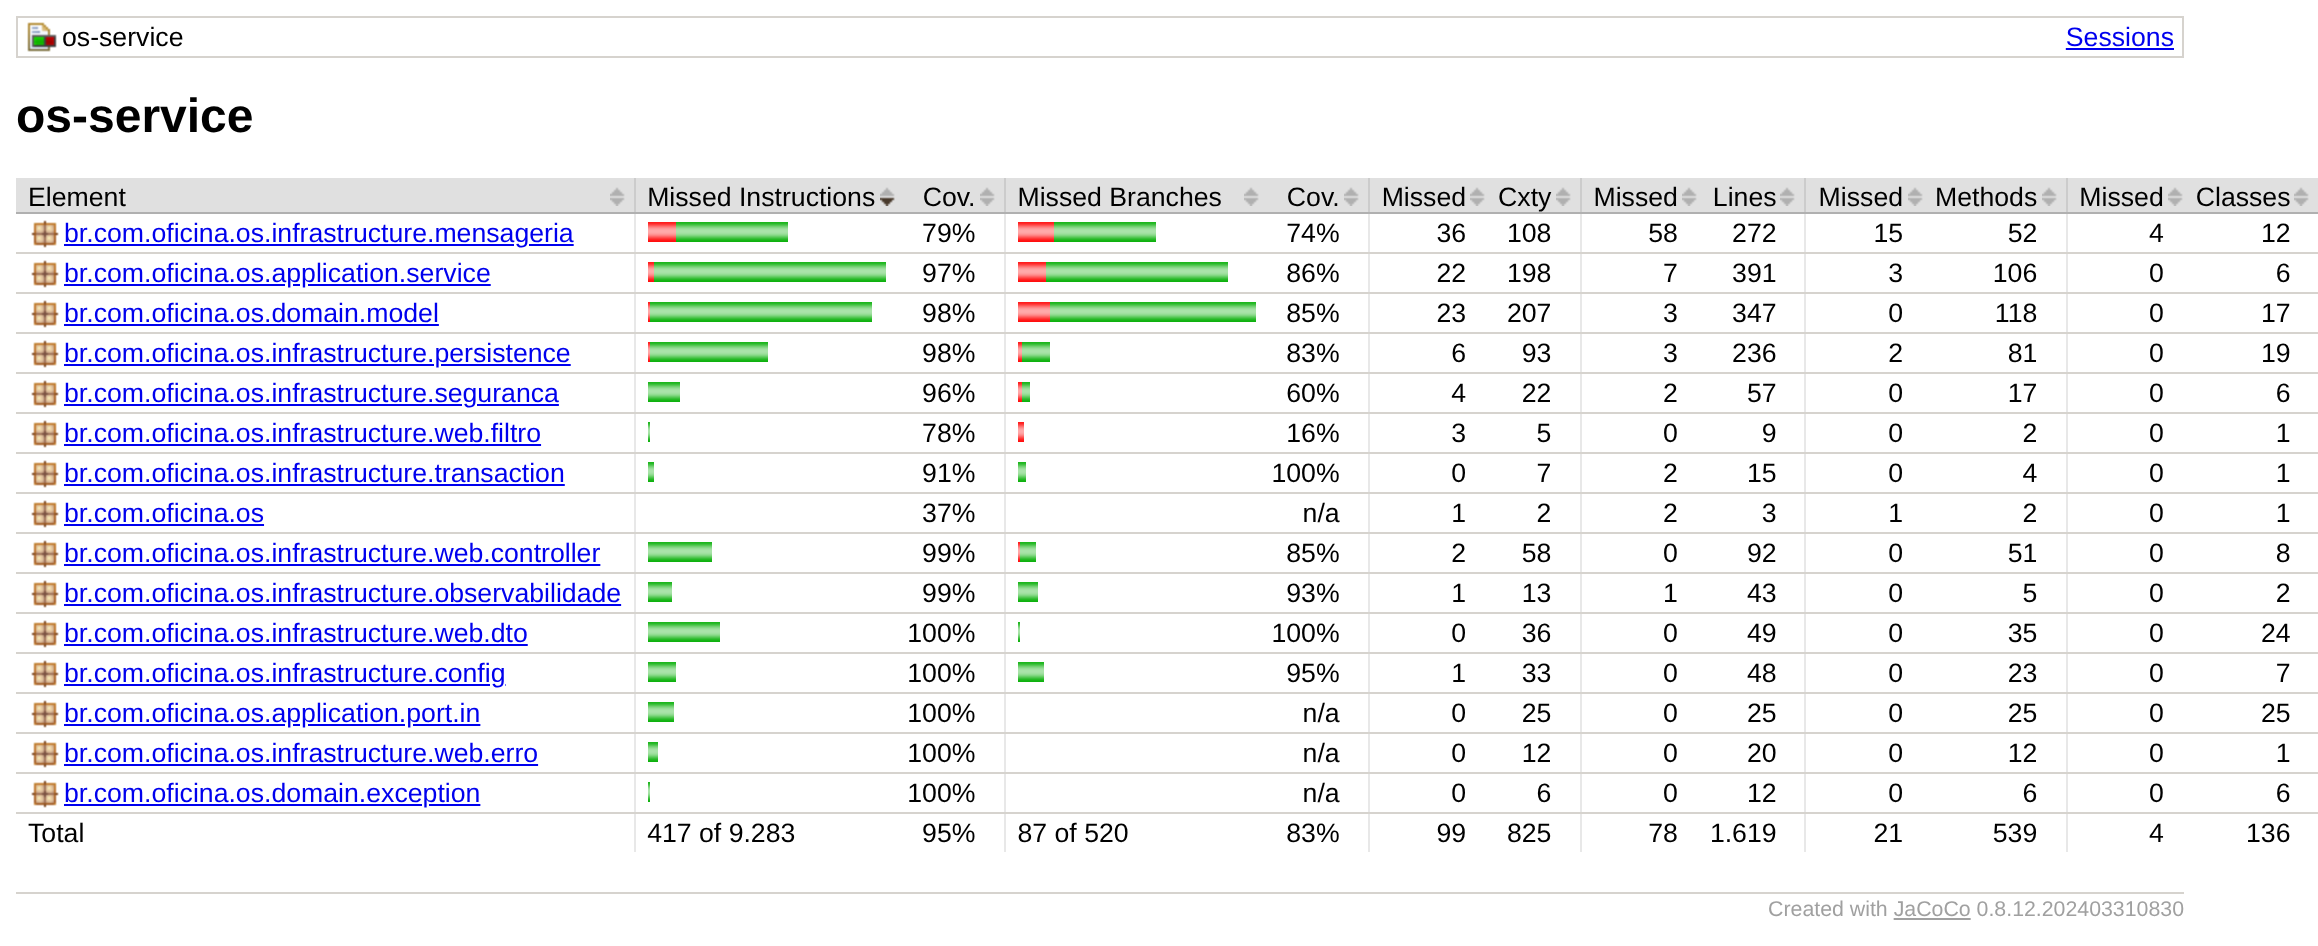 os-service Sessions
os-service
Element Missed Instructions Cov. Missed Branches Cov. Missed Cxty Missed Lines Missed Methods Missed Classes
br.com.oficina.os.infrastructure.mensageria 79% 74% 36 108 58 272 15 52 4 12
br.com.oficina.os.application.service 97% 86% 22 198 7 391 3 106 0 6
br.com.oficina.os.domain.model 98% 85% 23 207 3 347 0 118 0 17
br.com.oficina.os.infrastructure.persistence 98% 83% 6 93 3 236 2 81 0 19
br.com.oficina.os.infrastructure.seguranca 96% 60% 4 22 2 57 0 17 0 6
br.com.oficina.os.infrastructure.web.filtro 78% 16% 3 5 0 9 0 2 0 1
br.com.oficina.os.infrastructure.transaction 91% 100% 0 7 2 15 0 4 0 1
br.com.oficina.os 37% n/a 1 2 2 3 1 2 0 1
br.com.oficina.os.infrastructure.web.controller 99% 85% 2 58 0 92 0 51 0 8
br.com.oficina.os.infrastructure.observabilidade 99% 93% 1 13 1 43 0 5 0 2
br.com.oficina.os.infrastructure.web.dto 100% 100% 0 36 0 49 0 35 0 24
br.com.oficina.os.infrastructure.config 100% 95% 1 33 0 48 0 23 0 7
br.com.oficina.os.application.port.in 100% n/a 0 25 0 25 0 25 0 25
br.com.oficina.os.infrastructure.web.erro 100% n/a 0 12 0 20 0 12 0 1
br.com.oficina.os.domain.exception 100% n/a 0 6 0 12 0 6 0 6
Total 417 of 9.283 95% 87 of 520 83% 99 825 78 1.619 21 539 4 136
Created with JaCoCo 0.8.12.202403310830